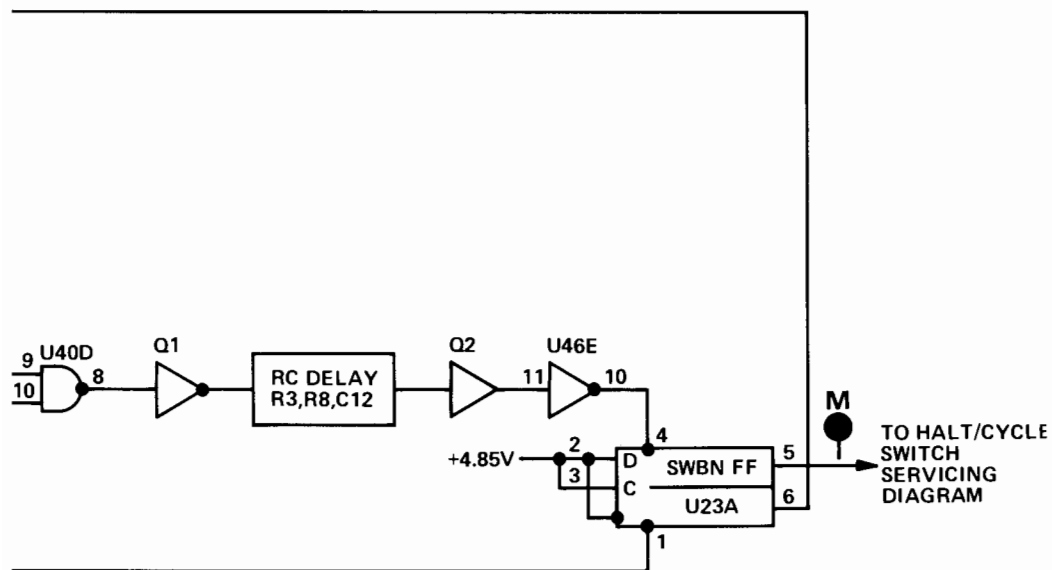 U40D
9
10
8
Q1
RC DELAY
R3,R8,C12
Q2
U46E
11
10
4
+4.85V
2
3
D
C
SWBN FF
U23A
5
6
1
M
TO HALT/CYCLE
SWITCH
SERVICING
DIAGRAM